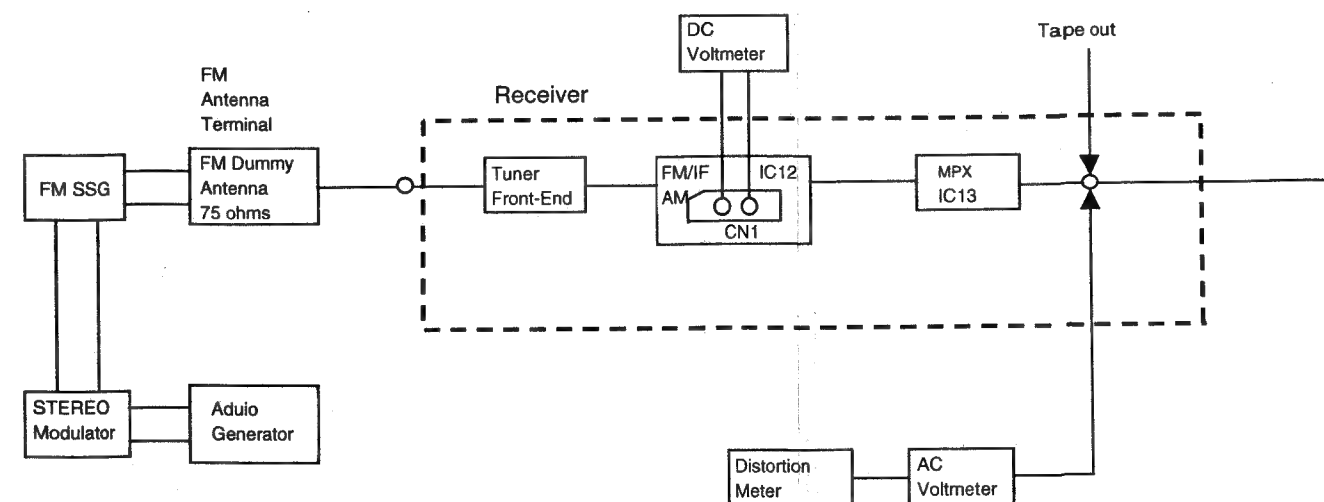 DC
Voltmeter
Tape out
FM
Antenna
Terminal
Receiver
FM SSG
FM Dummy
Antenna
75 ohms
Tuner
Front-End
FM/IF IC12
AM
CN1
MPX
IC13
STEREO
Modulator
Aduio
Generator
Distortion
Meter
AC
Voltmeter